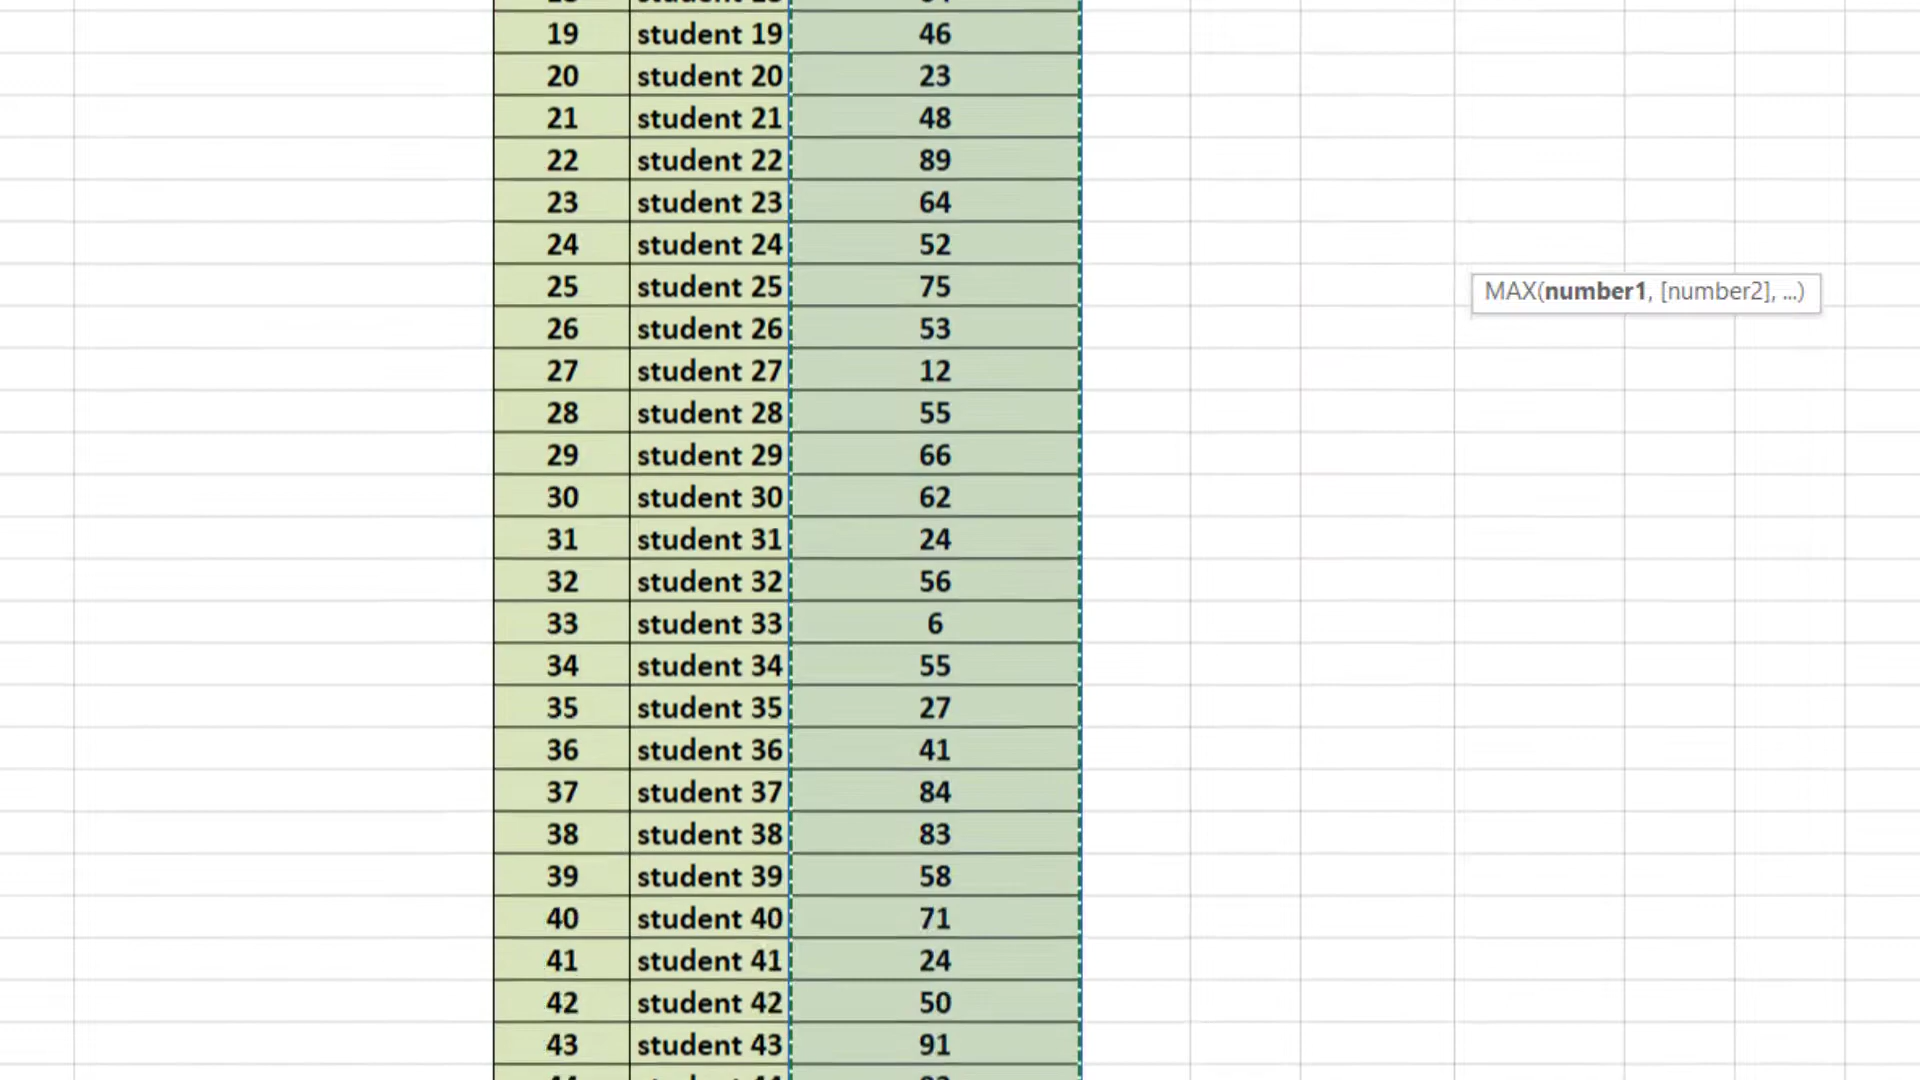 19 student 19 46
20 student 20 23
21 student 21 48
22 student 22 89
23 student 23 64
24 student 24 52
25 student 25 75
MAX(number1, [number2], ...)
26 student 26 53
27 student 27 12
28 student 28 55
29 student 29 66
30 student 30 62
31 student 31 24
32 student 32 56
33 student 33 6
34 student 34 55
35 student 35 27
36 student 36 41
37 student 37 84
38 student 38 83
39 student 39 58
40 student 40 71
41 student 41 24
42 student 42 50
43 student 43 91